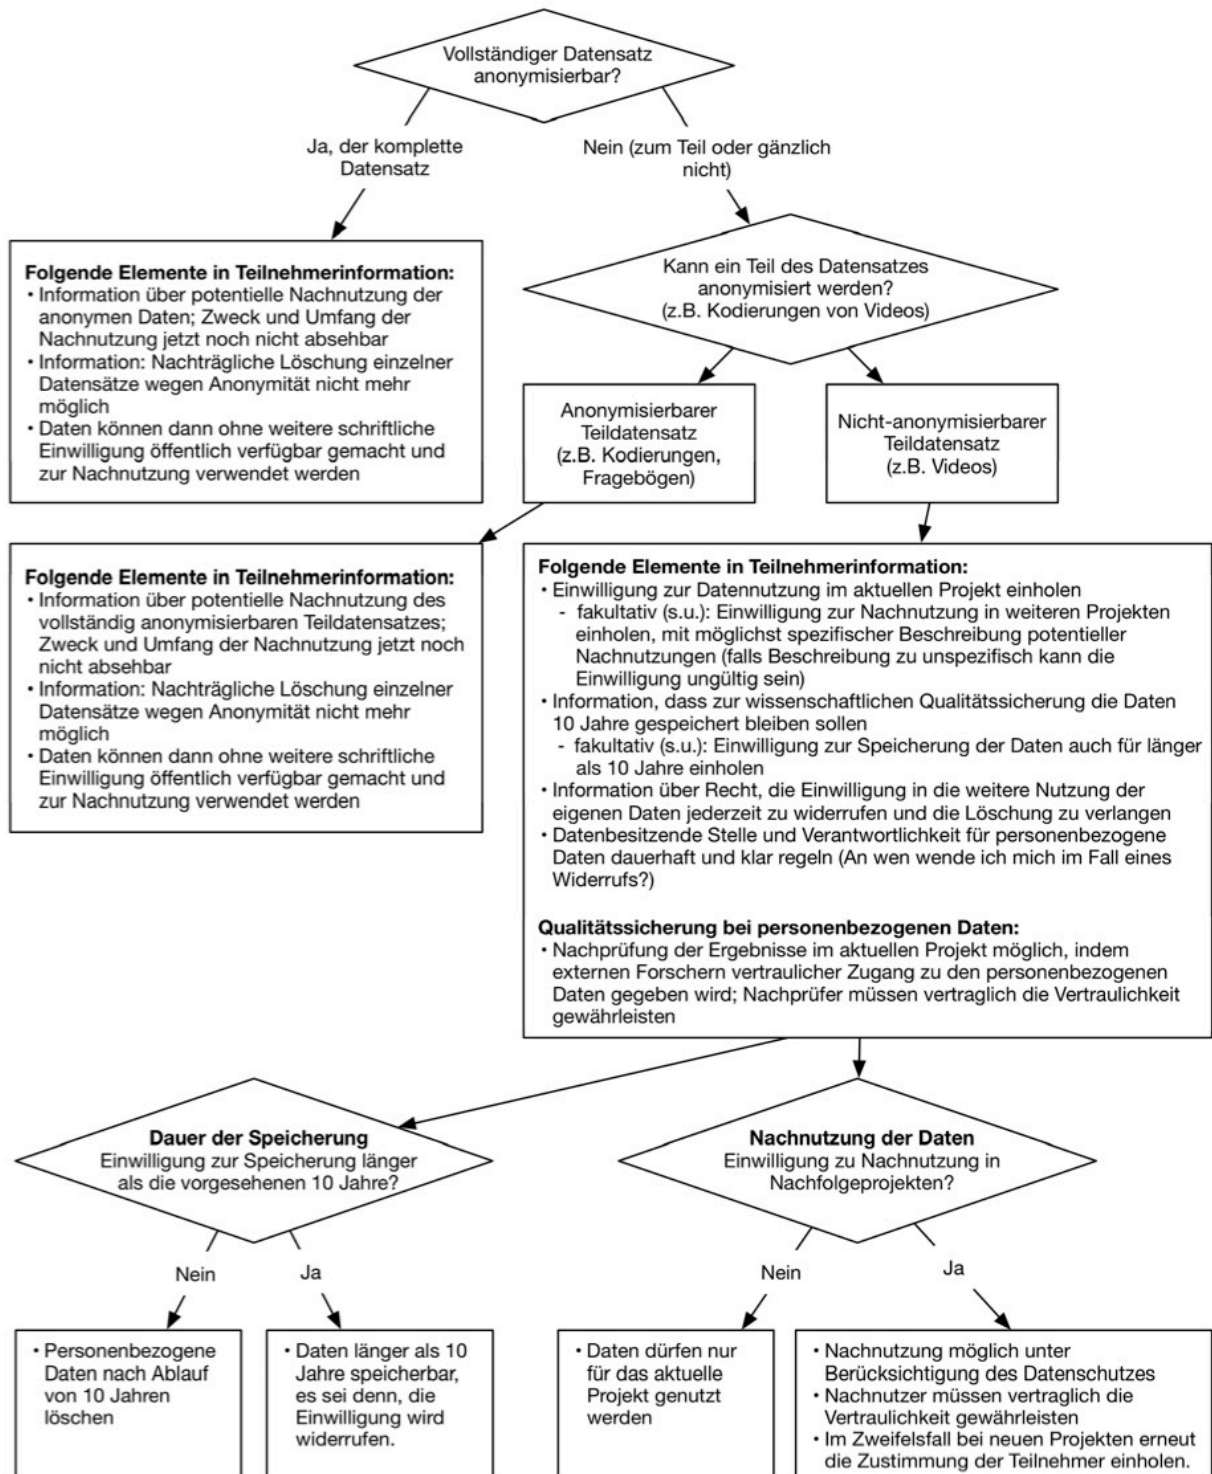 Vollständiger Datensatz
anonymisierbar?
Ja, der komplette
Datensatz
Nein (zum Teil oder gänzlich
nicht)
Folgende Elemente in Teilnehmerinformation:
• Information über potentielle Nachnutzung der
anonymen Daten; Zweck und Umfang der
Nachnutzung jetzt noch nicht absehbar
• Information: Nachträgliche Löschung einzelner
Datensätze wegen Anonymität nicht mehr
möglich
• Daten können dann ohne weitere schriftliche
Einwilligung öffentlich verfügbar gemacht und
zur Nachnutzung verwendet werden
Kann ein Teil des Datensatzes
anonymisiert werden?
(z.B. Kodierungen von Videos)
Anonymisierbarer
Teildatensatz
(z.B. Kodierungen,
Fragebögen)
Nicht-anonymisierbarer
Teildatensatz
(z.B. Videos)
Folgende Elemente in Teilnehmerinformation:
• Information über potentielle Nachnutzung des
vollständig anonymisierbaren Teildatensatzes;
Zweck und Umfang der Nachnutzung jetzt noch
nicht absehbar
• Information: Nachträgliche Löschung einzelner
Datensätze wegen Anonymität nicht mehr
möglich
• Daten können dann ohne weitere schriftliche
Einwilligung öffentlich verfügbar gemacht und
zur Nachnutzung verwendet werden
Folgende Elemente in Teilnehmerinformation:
• Einwilligung zur Datennutzung im aktuellen Projekt einholen
- fakultativ (s.u.): Einwilligung zur Nachnutzung in weiteren Projekten
einholen, mit möglichst spezifischer Beschreibung potentieller
Nachnutzungen (falls Beschreibung zu unspezifisch kann die
Einwilligung ungültig sein)
• Information, dass zur wissenschaftlichen Qualitätssicherung die Daten
10 Jahre gespeichert bleiben sollen
- fakultativ (s.u.): Einwilligung zur Speicherung der Daten auch für länger
als 10 Jahre einholen
• Information über Recht, die Einwilligung in die weitere Nutzung der
eigenen Daten jederzeit zu widerrufen und die Löschung zu verlangen
• Datenbesitzende Stelle und Verantwortlichkeit für personenbezogene
Daten dauerhaft und klar regeln (An wen wende ich mich im Fall eines
Widerrufs?)
Qualitätssicherung bei personenbezogenen Daten:
• Nachprüfung der Ergebnisse im aktuellen Projekt möglich, indem
externen Forschern vertraulicher Zugang zu den personenbezogenen
Daten gegeben wird; Nachprüfer müssen vertraglich die Vertraulichkeit
gewährleisten
Dauer der Speicherung
Einwilligung zur Speicherung länger
als die vorgesehenen 10 Jahre?
Nachnutzung der Daten
Einwilligung zu Nachnutzung in
Nachfolgeprojekten?
Nein
Ja
Nein
Ja
• Personenbezogene
Daten nach Ablauf
von 10 Jahren
löschen
• Daten länger als 10
Jahre speicherbar,
es sei denn, die
Einwilligung wird
widerrufen.
• Daten dürfen nur
für das aktuelle
Projekt genutzt
werden
• Nachnutzung möglich unter
Berücksichtigung des Datenschutzes
• Nachnutzer müssen vertraglich die
Vertraulichkeit gewährleisten
• Im Zweifelsfall bei neuen Projekten erneut
die Zustimmung der Teilnehmer einholen.